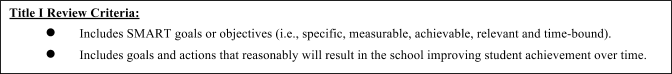 Title I Review Criteria:
● Includes SMART goals or objectives (i.e., specific, measurable, achievable, relevant and time-bound).
● Includes goals and actions that reasonably will result in the school improving student achievement over time.